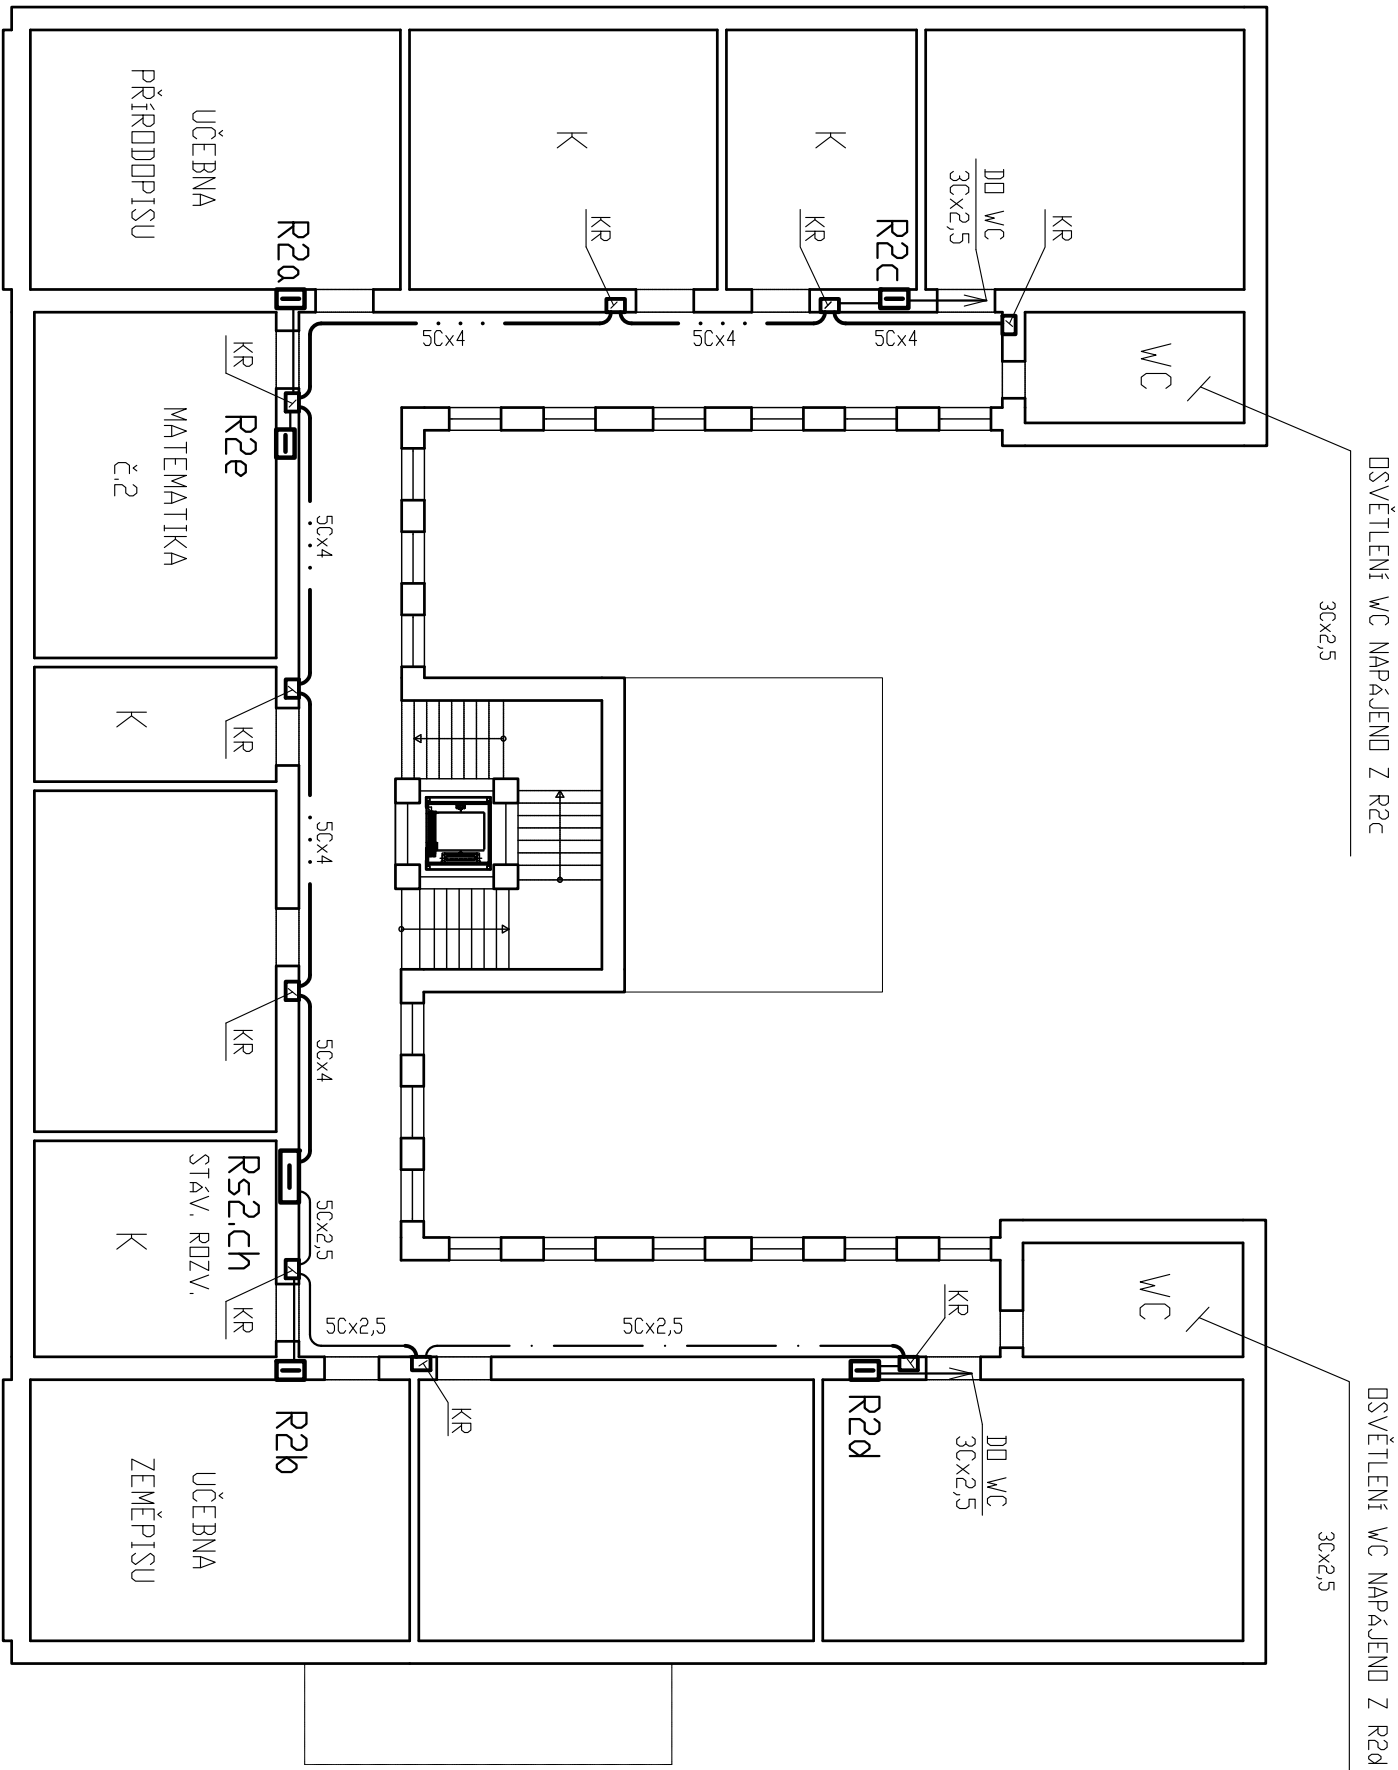 UČEBNA
PŘÍRODOPISU
K
K
KR
KR
KR
DO WC
3Cx2,5
R2a
R2c
5Cx4
5Cx4
5Cx4
WC
OSVĚTLENÍ WC NAPÁJENO Z R2c
3Cx2,5
KR
R2e
MATEMATIKA
č.2
5Cx4
K
KR
5Cx4
KR
5Cx4
Rs2.ch
STÁV. ROZV.
K
KR
5Cx2,5
5Cx2,5
5Cx2,5
KR
KR
WC
OSVĚTLENÍ WC NAPÁJENO Z R2d
3Cx2,5
R2b
R2d
DO WC
3Cx2,5
UČEBNA
ZEMĚPISU